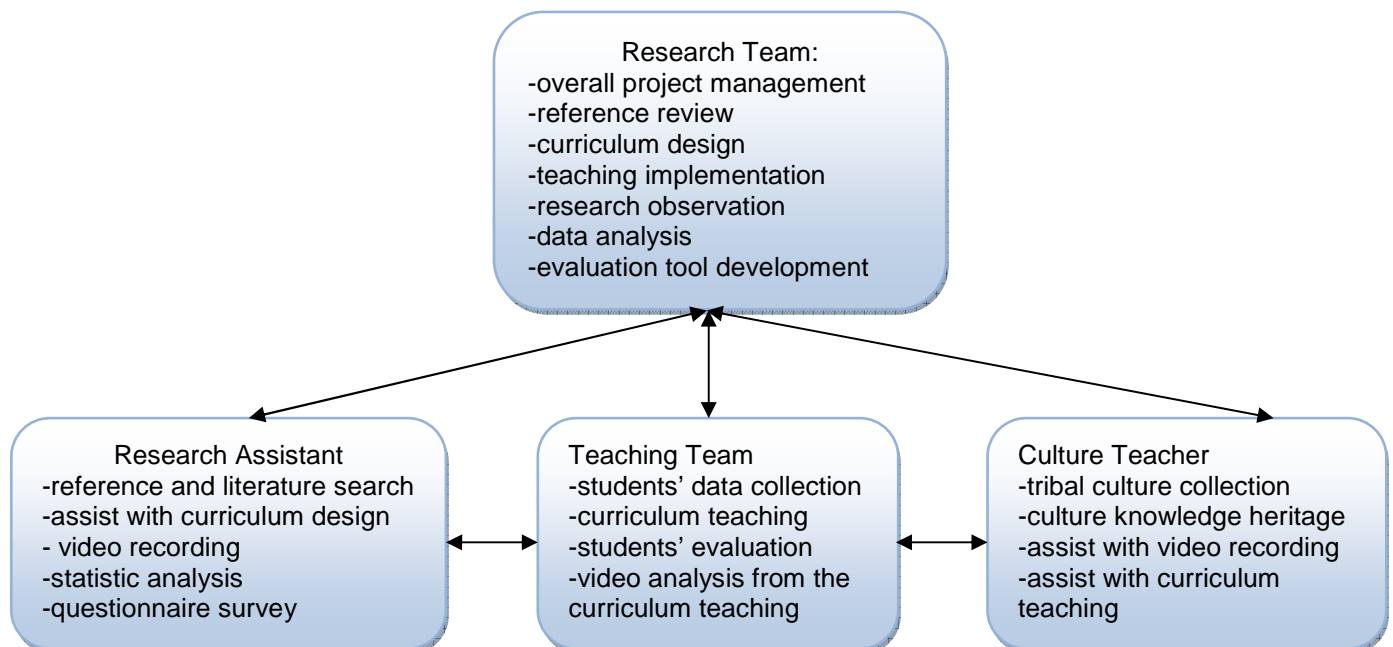 Research Team:
-overall project management
-reference review
-curriculum design
-teaching implementation
-research observation
-data analysis
-evaluation tool development
Research Assistant
-reference and literature search
-assist with curriculum design
- video recording
-statistic analysis
-questionnaire survey
Teaching Team
-students’ data collection
-curriculum teaching
-students’ evaluation
-video analysis from the
curriculum teaching
Culture Teacher
-tribal culture collection
-culture knowledge heritage
-assist with video recording
-assist with curriculum
teaching